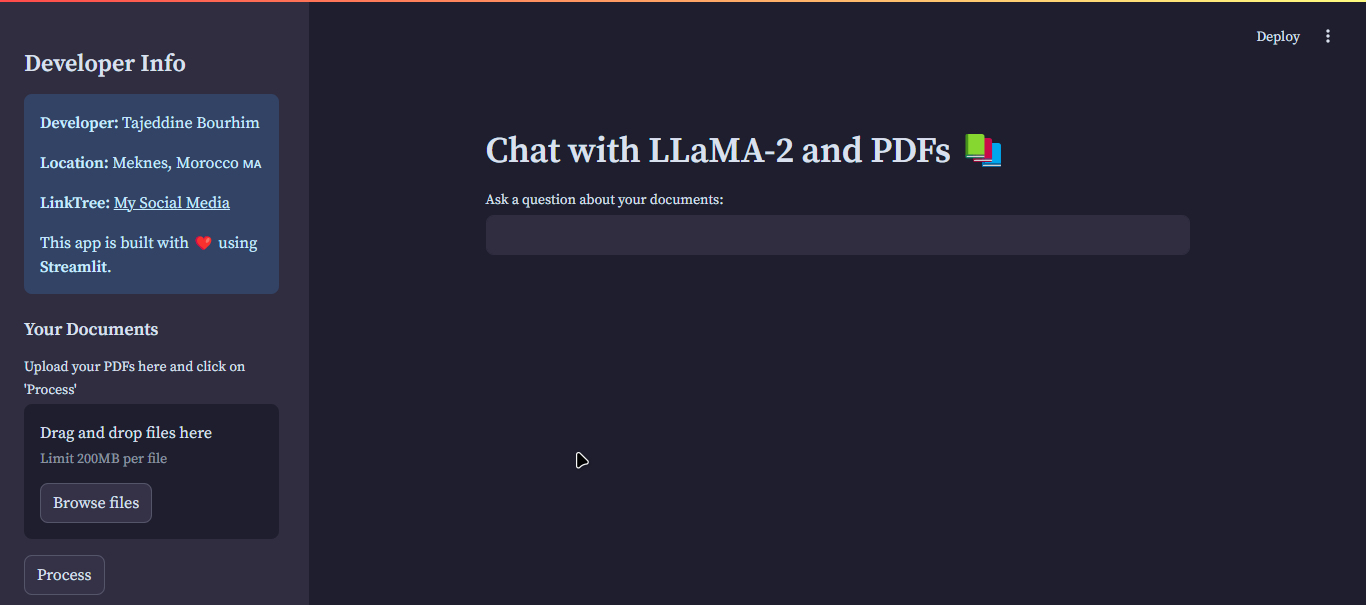 Developer Info
Developer: Tajeddine Bourhim
Location: Meknes, Morocco MA
LinkTree: My Social Media
This app is built with ❤️ using
Streamlit.
Your Documents
Upload your PDFs here and click on
'Process'
Drag and drop files here
Limit 200MB per file
Browse files
Process
Deploy
Chat with LLaMA-2 and PDFs 📚
Ask a question about your documents: